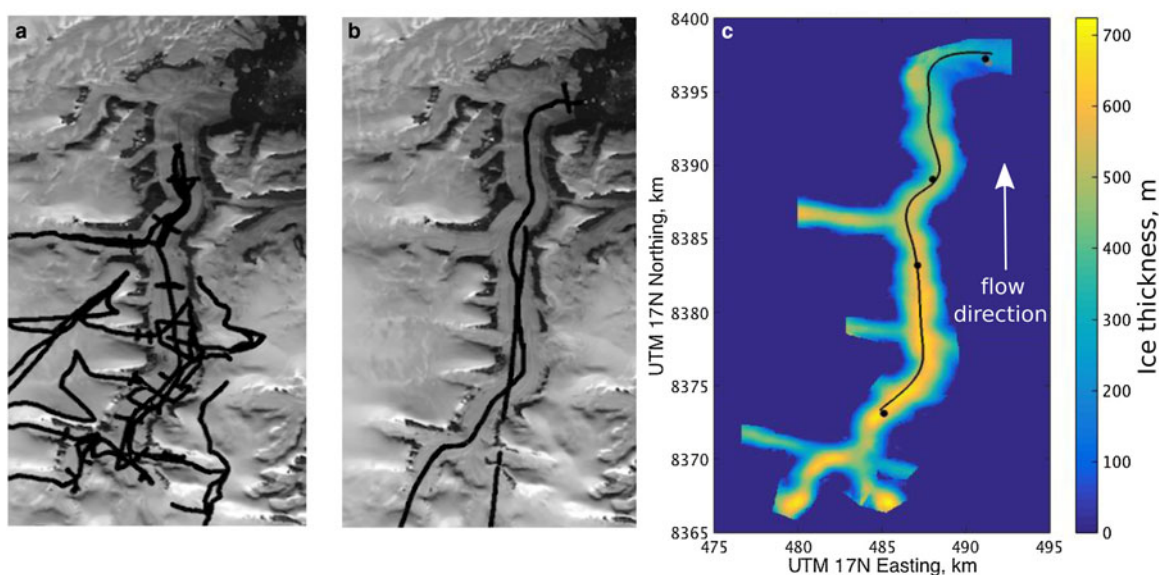 a
b
c
8400
8395
8390
8385
8380
8375
8370
8365
UTM 17N Northing, km
475
480
485
490
495
UTM 17N Easting, km
flow
direction
700
600
500
400
300
200
100
0
Ice thickness, m